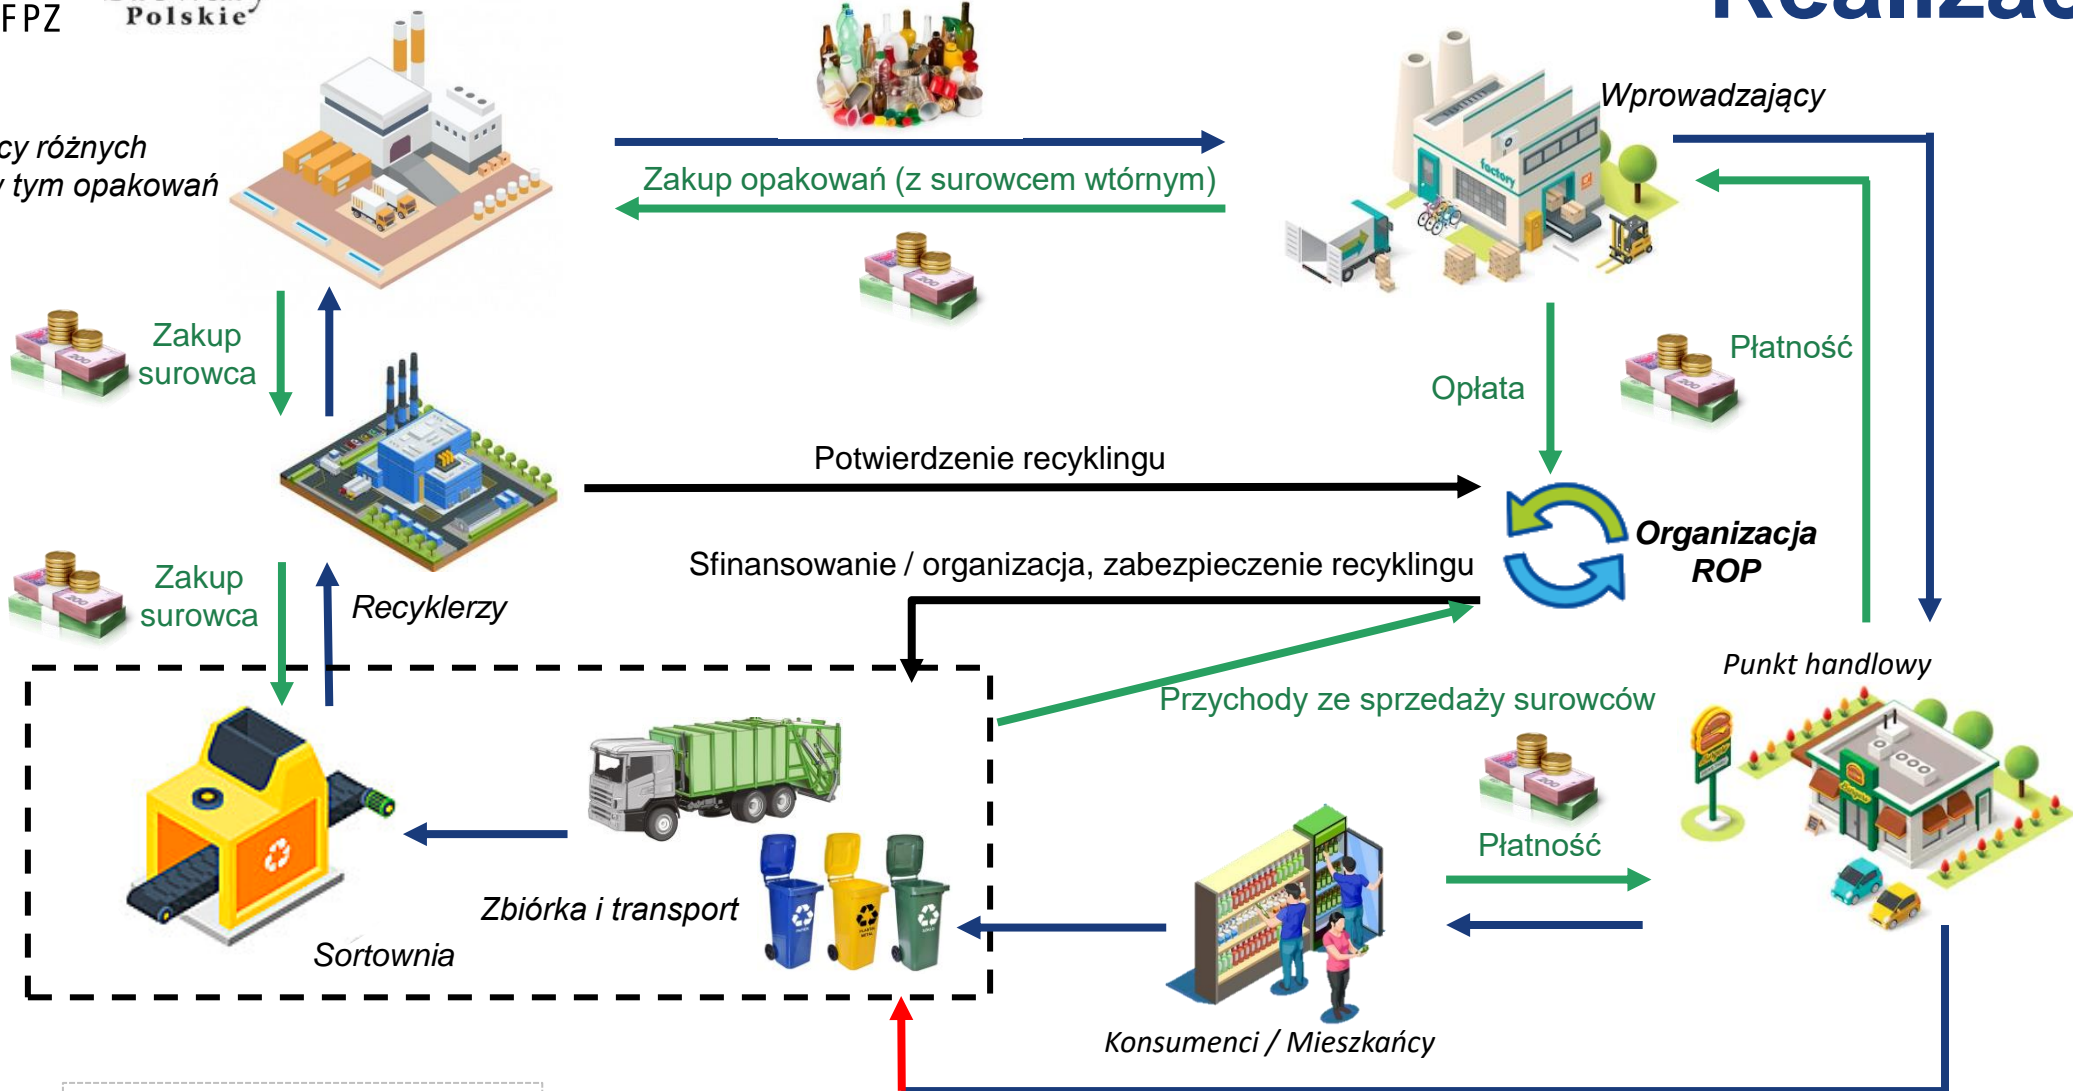 FPZ
Polskie
Realizac
Wprowadzający
cy różnych
w tym opakowań
factory
Zakup opakowań (z surowcem wtórnym)
Zakup
surowca
Płatność
Opłata
Potwierdzenie recyklingu
Organizacja
ROP
Sfinansowanie / organizacja, zabezpieczenie recyklingu
Zakup
surowca
Recyklerzy
Punkt handlowy
Przychody ze sprzedaży surowców
Płatność
Zbiórka i transport
Sortownia
Konsumenci / Mieszkańcy